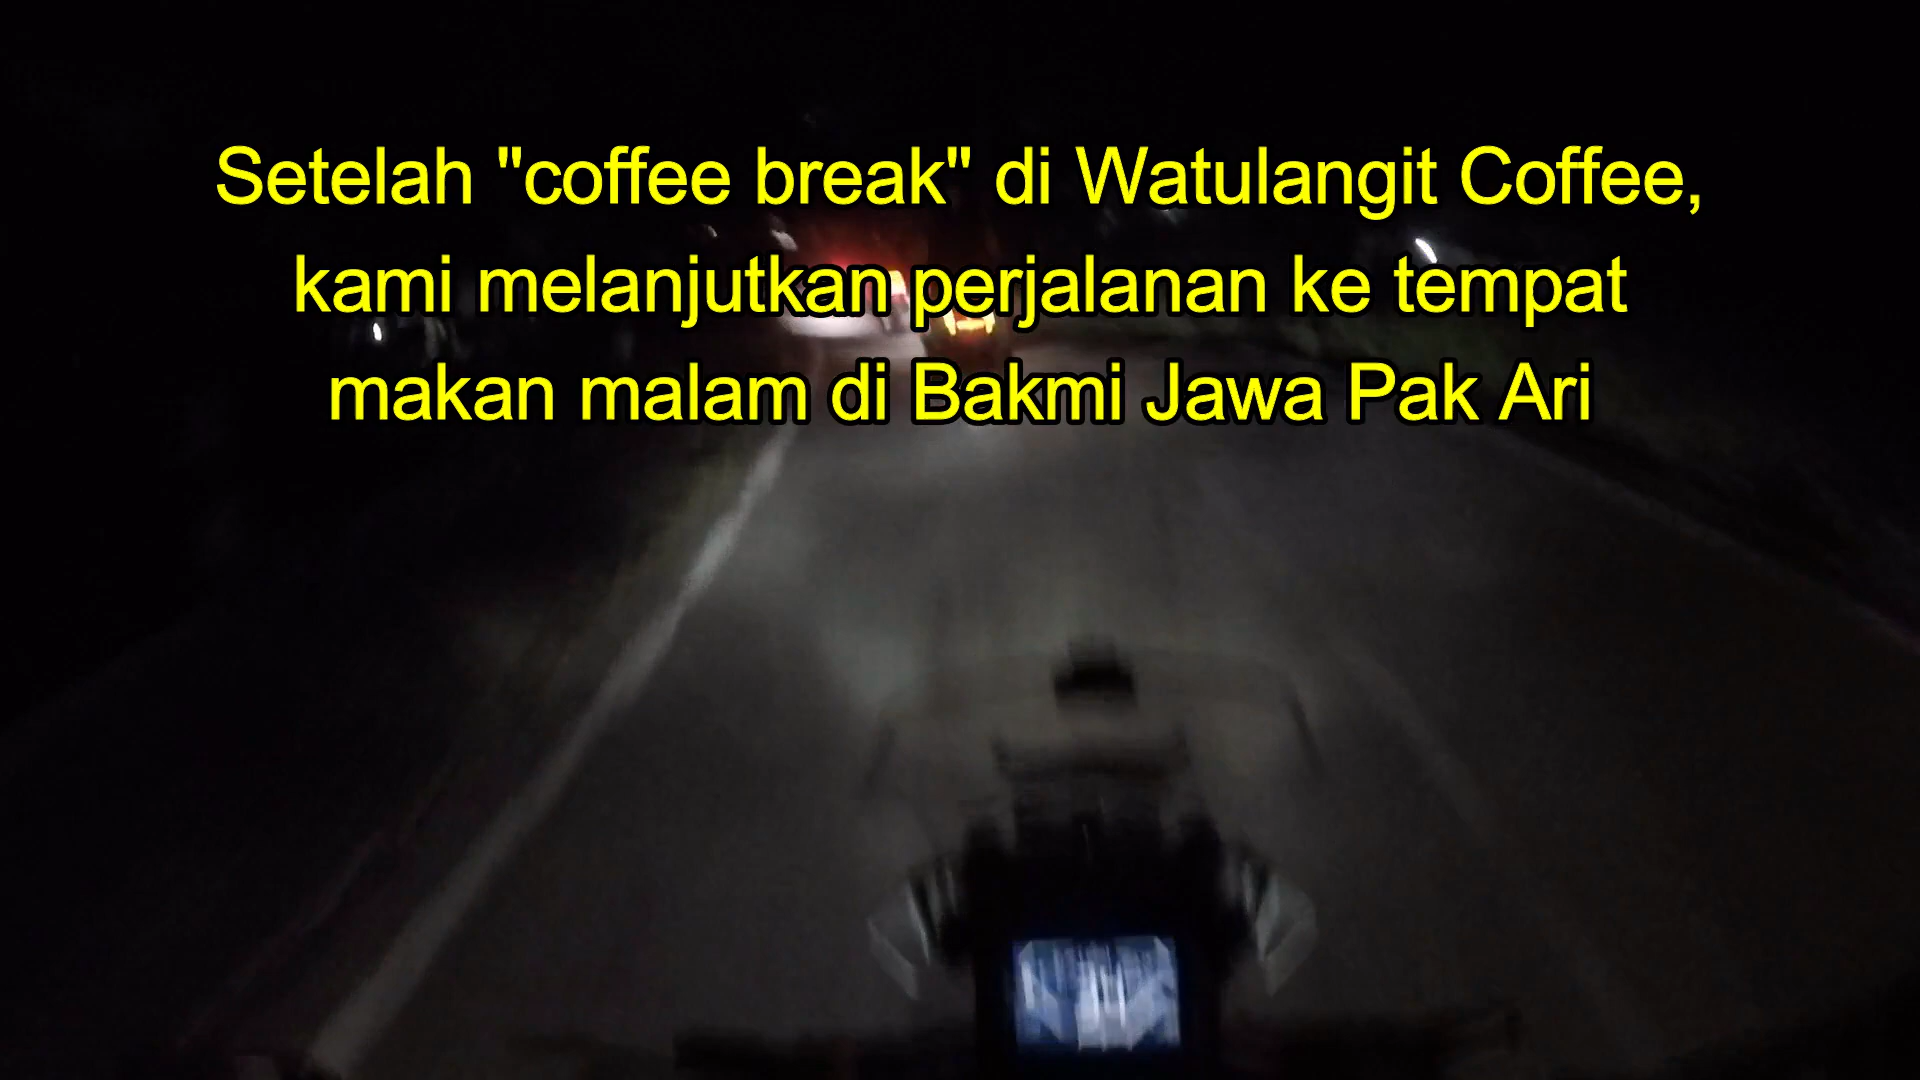 Setelah "coffee break" di Watulangit Coffee,
kami melanjutkan perjalanan ke tempat
makan malam di Bakmi Jawa Pak Ari